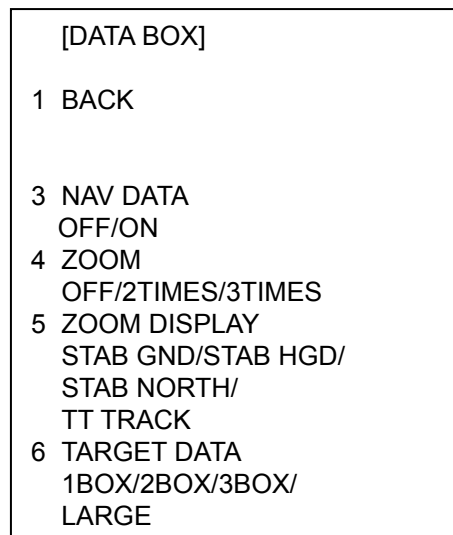 [DATA BOX]
1 BACK
3 NAV DATA
OFF/ON
4 ZOOM
OFF/2TIMES/3TIMES
5 ZOOM DISPLAY
STAB GND/STAB HGD/
STAB NORTH/
TT TRACK
6 TARGET DATA
1BOX/2BOX/3BOX/
LARGE